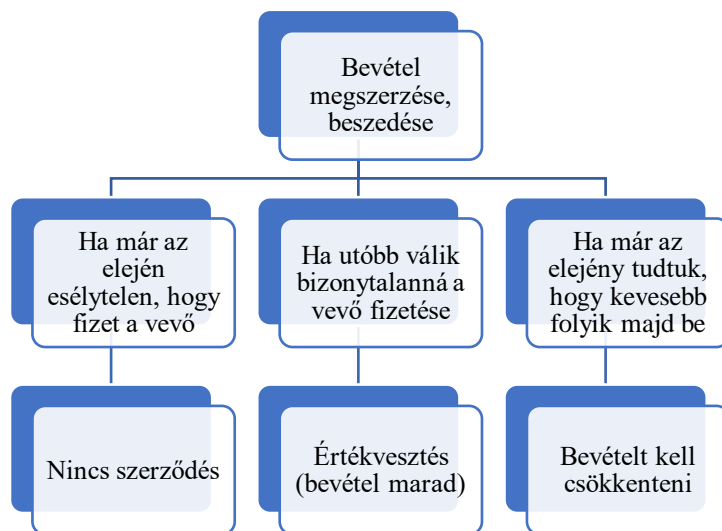 Bevétel
megszerzése,
beszedése
Ha már az
elején
esélytelen, hogy
fizet a vevő
Ha utóbb válik
bizonytalanná a
vevő fizetése
Ha már az
elejény tudtuk,
hogy kevesebb
folyik majd be
Nincs szerződés
Értékvesztés
(bevétel marad)
Bevételt kell
csökkenteni